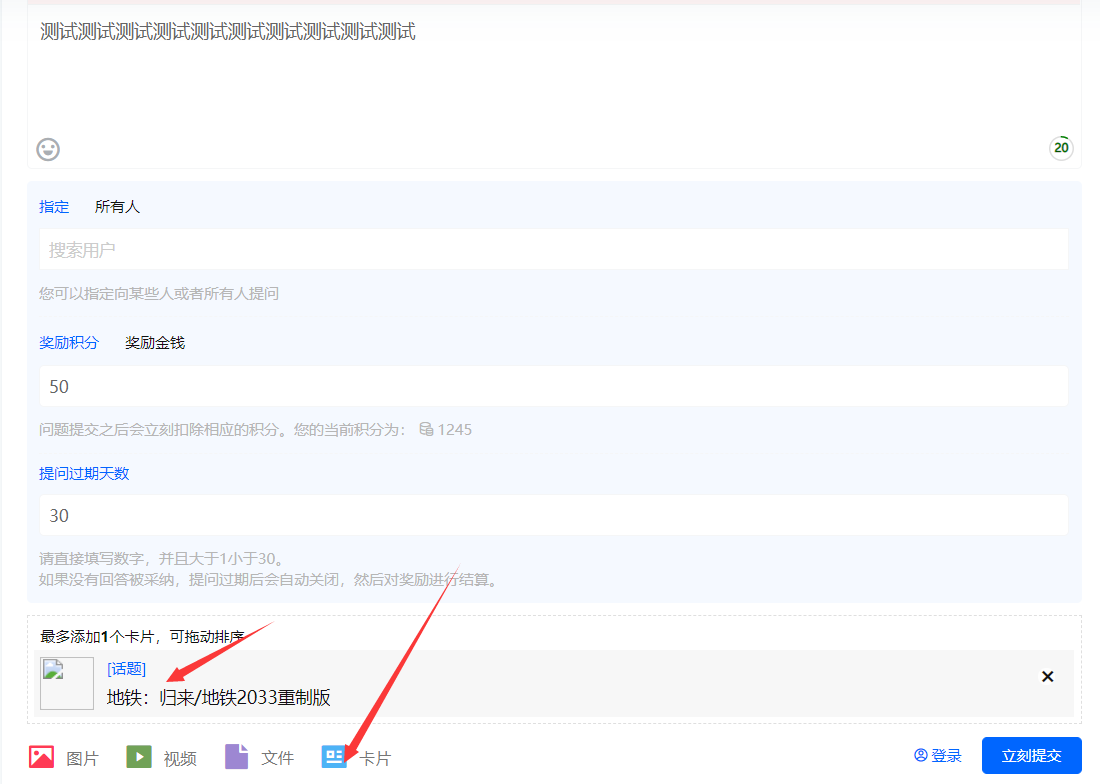 测试测试测试测试测试测试测试测试测试测试
20
指定 所有人
搜索用户
您可以指定向某些人或者所有人提问
奖励积分 奖励金钱
50
问题提交之后会立刻扣除相应的积分。您的当前积分为： 1245
提问过期天数
30
请直接填写数字，并且大于1小于30。
如果没有回答被采纳，提问过期后会自动关闭，然后对奖励进行结算。
最多添加1个卡片，可拖动排序
[话题]
地铁：归来/地铁2033重制版
图片 视频 文件 卡片 登录 立刻提交